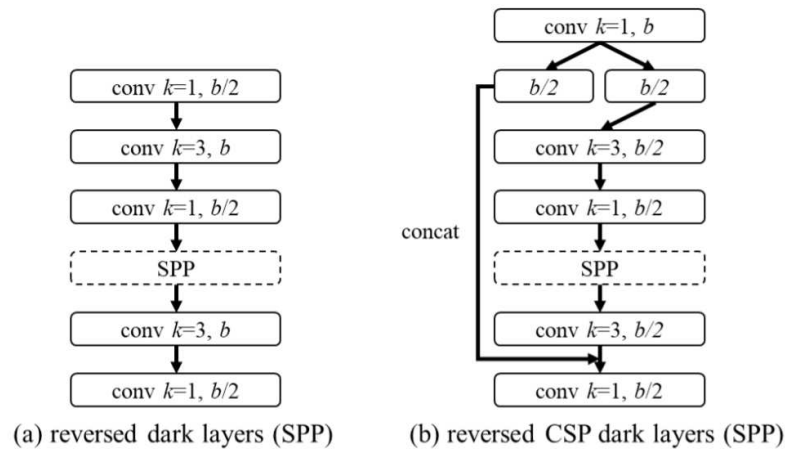 conv k=1, b/2
conv k=3, b
conv k=1, b/2
SPP
conv k=3, b
conv k=1, b/2
(a) reversed dark layers (SPP)
conv k=1, b
b/2
b/2
conv k=3, b/2
conv k=1, b/2
concat
SPP
conv k=3, b/2
conv k=1, b/2
(b) reversed CSP dark layers (SPP)